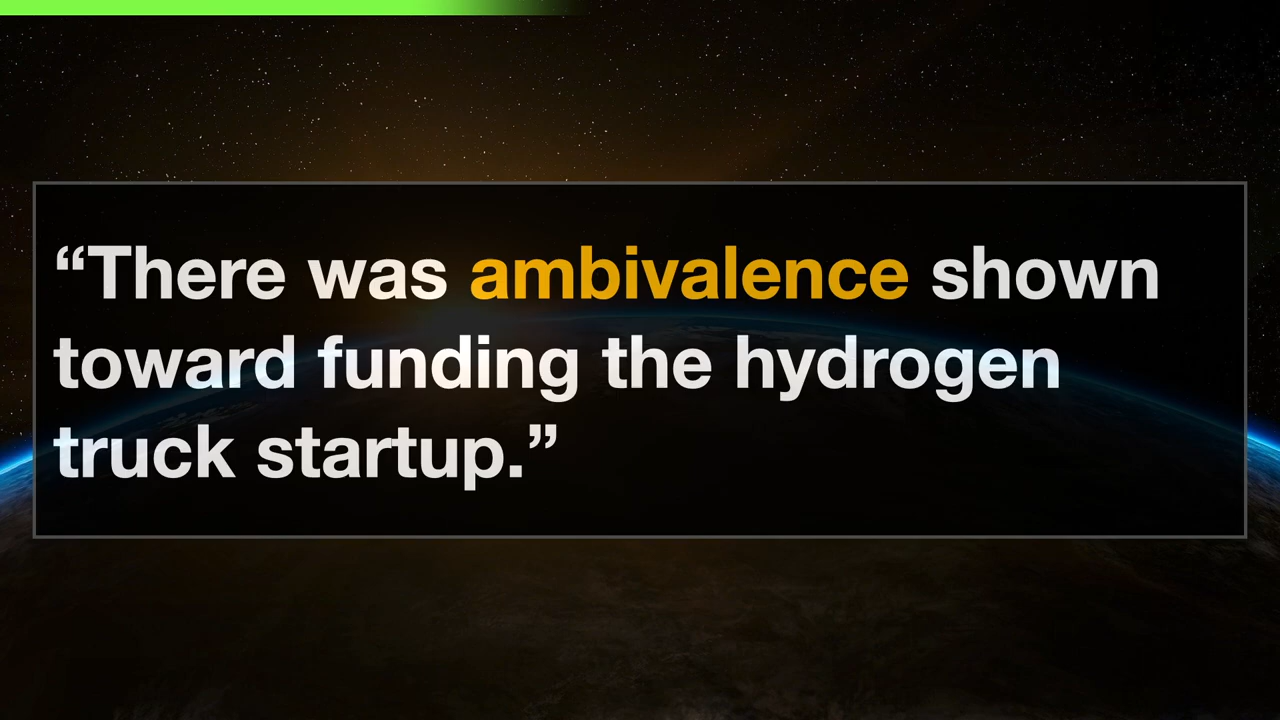 “There was ambivalence shown
toward funding the hydrogen
truck startup.”